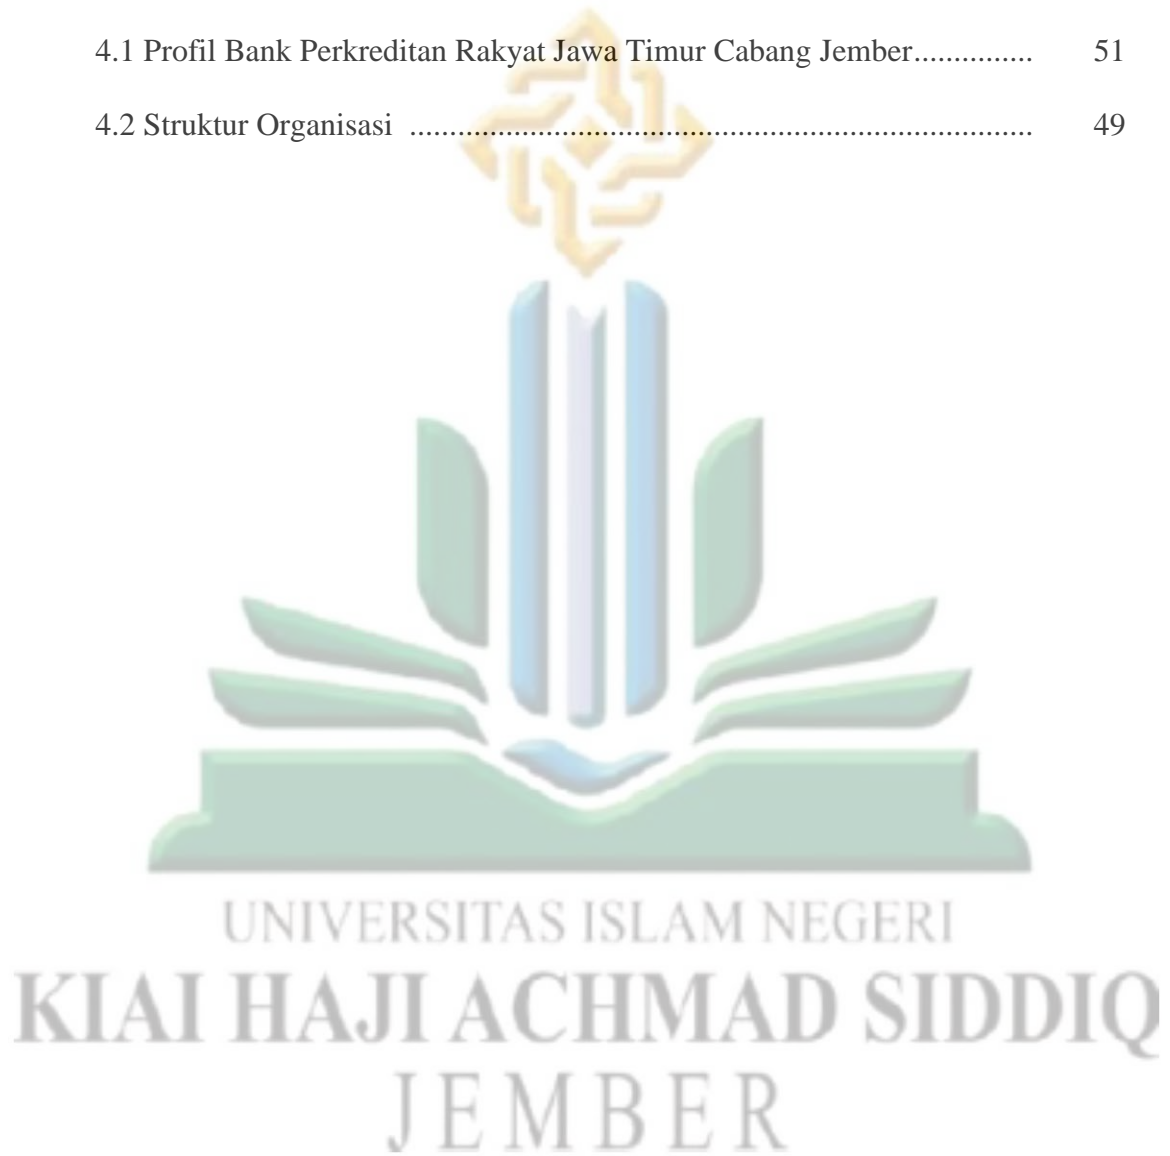 4.1 Profil Bank Perkreditan Rakyat Jawa Timur Cabang Jember............... 51
4.2 Struktur Organisasi .............................................................................. 49
UNIVERSITAS ISLAM NEGERI
KIAI HAJI ACHMAD SIDDIQ
JEMBER